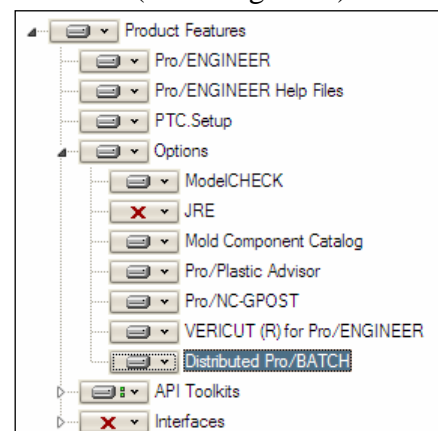 Product Features
Pro/ENGINEER
Pro/ENGINEER Help Files
PTC.Setup
Options
ModelCHECK
JRE
Mold Component Catalog
Pro/Plastic Advisor
Pro/NC-GPOST
VERICUT (R) for Pro/ENGINEER
Distributed Pro/BATCH
API Toolkits
Interfaces